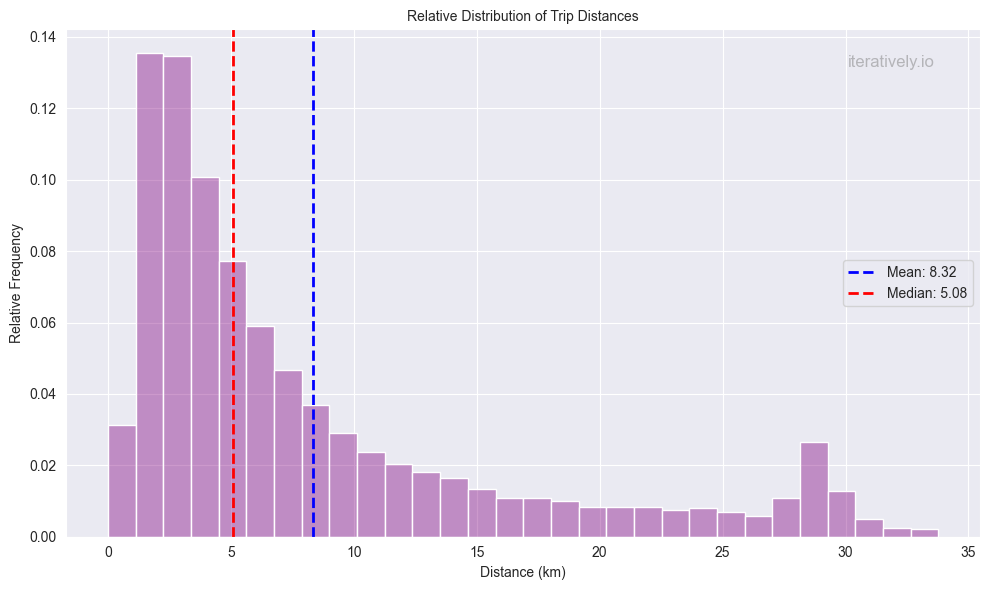 Relative Distribution of Trip Distances
iteratively.io
0.14
0.12
0.10
0.08
0.06
0.04
0.02
0.00
Relative Frequency
Mean: 8.32
Median: 5.08
0 5 10 15 20 25 30 35
Distance (km)